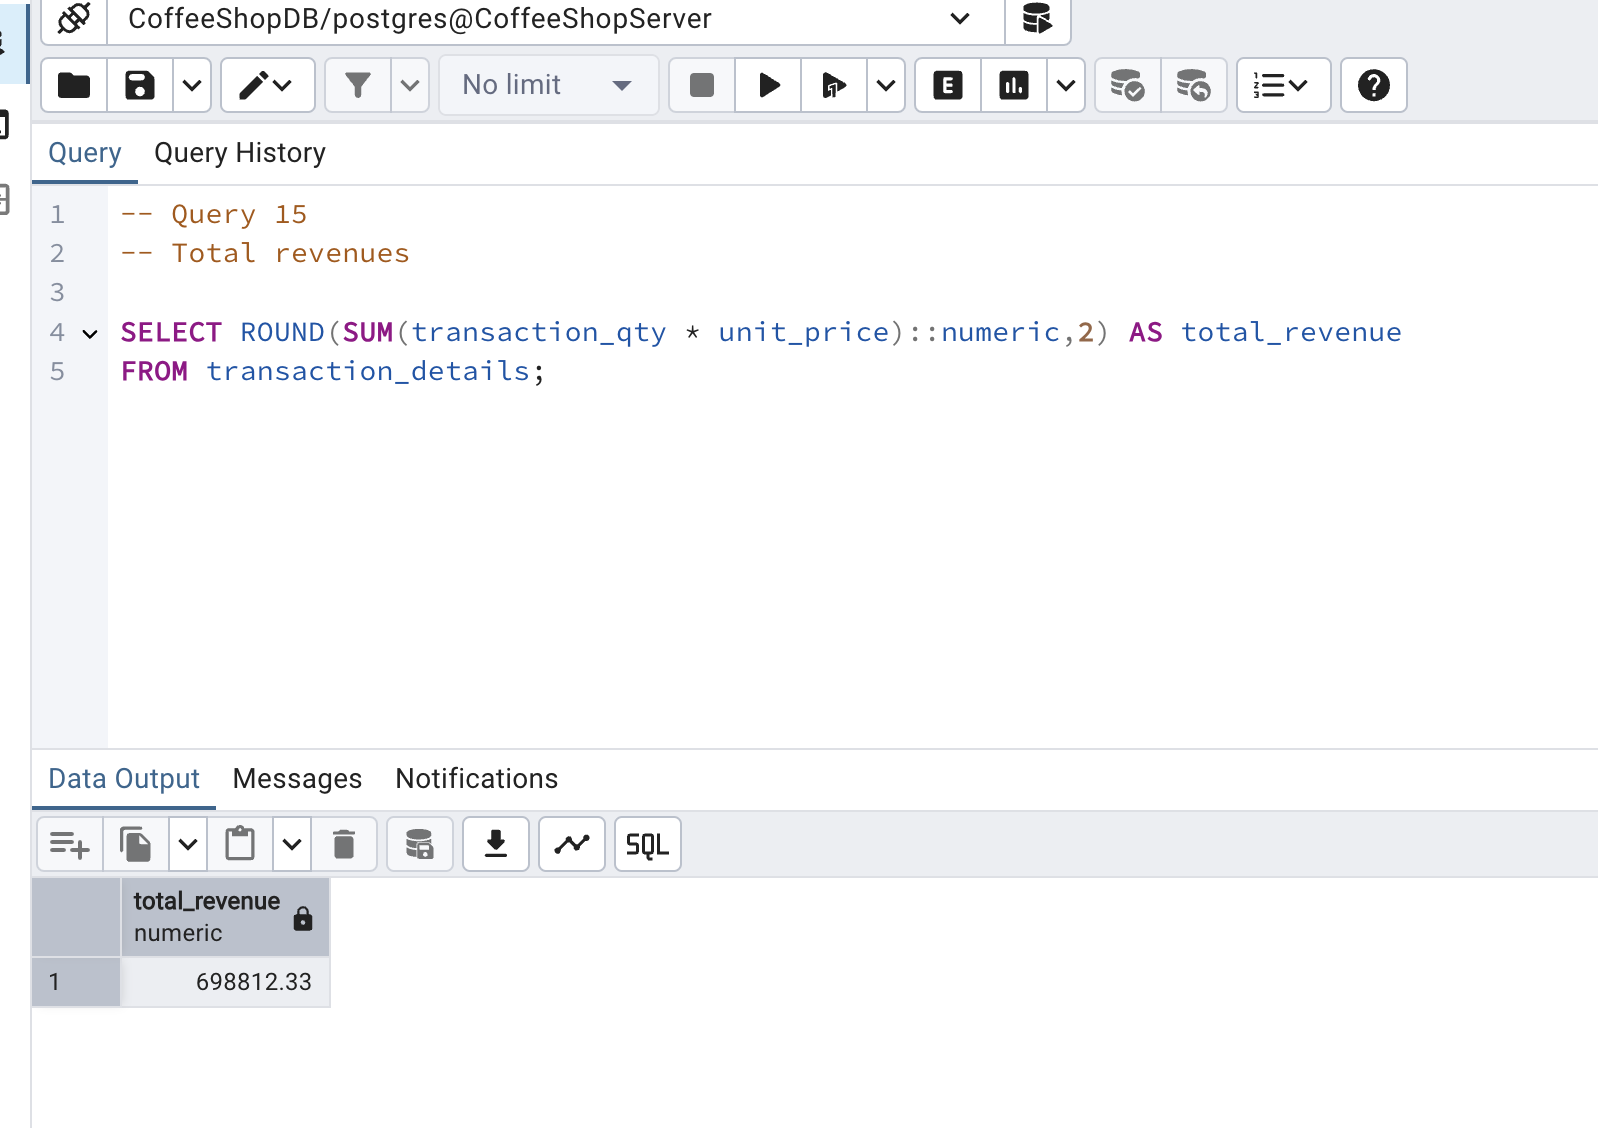 CoffeeShopDB/postgres@CoffeeShopServer
No limit
E
Query Query History
1 -- Query 15
2 -- Total revenues
3
4 SELECT ROUND(SUM(transaction_qty * unit_price)::numeric,2) AS total_revenue
5 FROM transaction_details;
Data Output Messages Notifications
SQL
total_revenue
numeric
1 698812.33